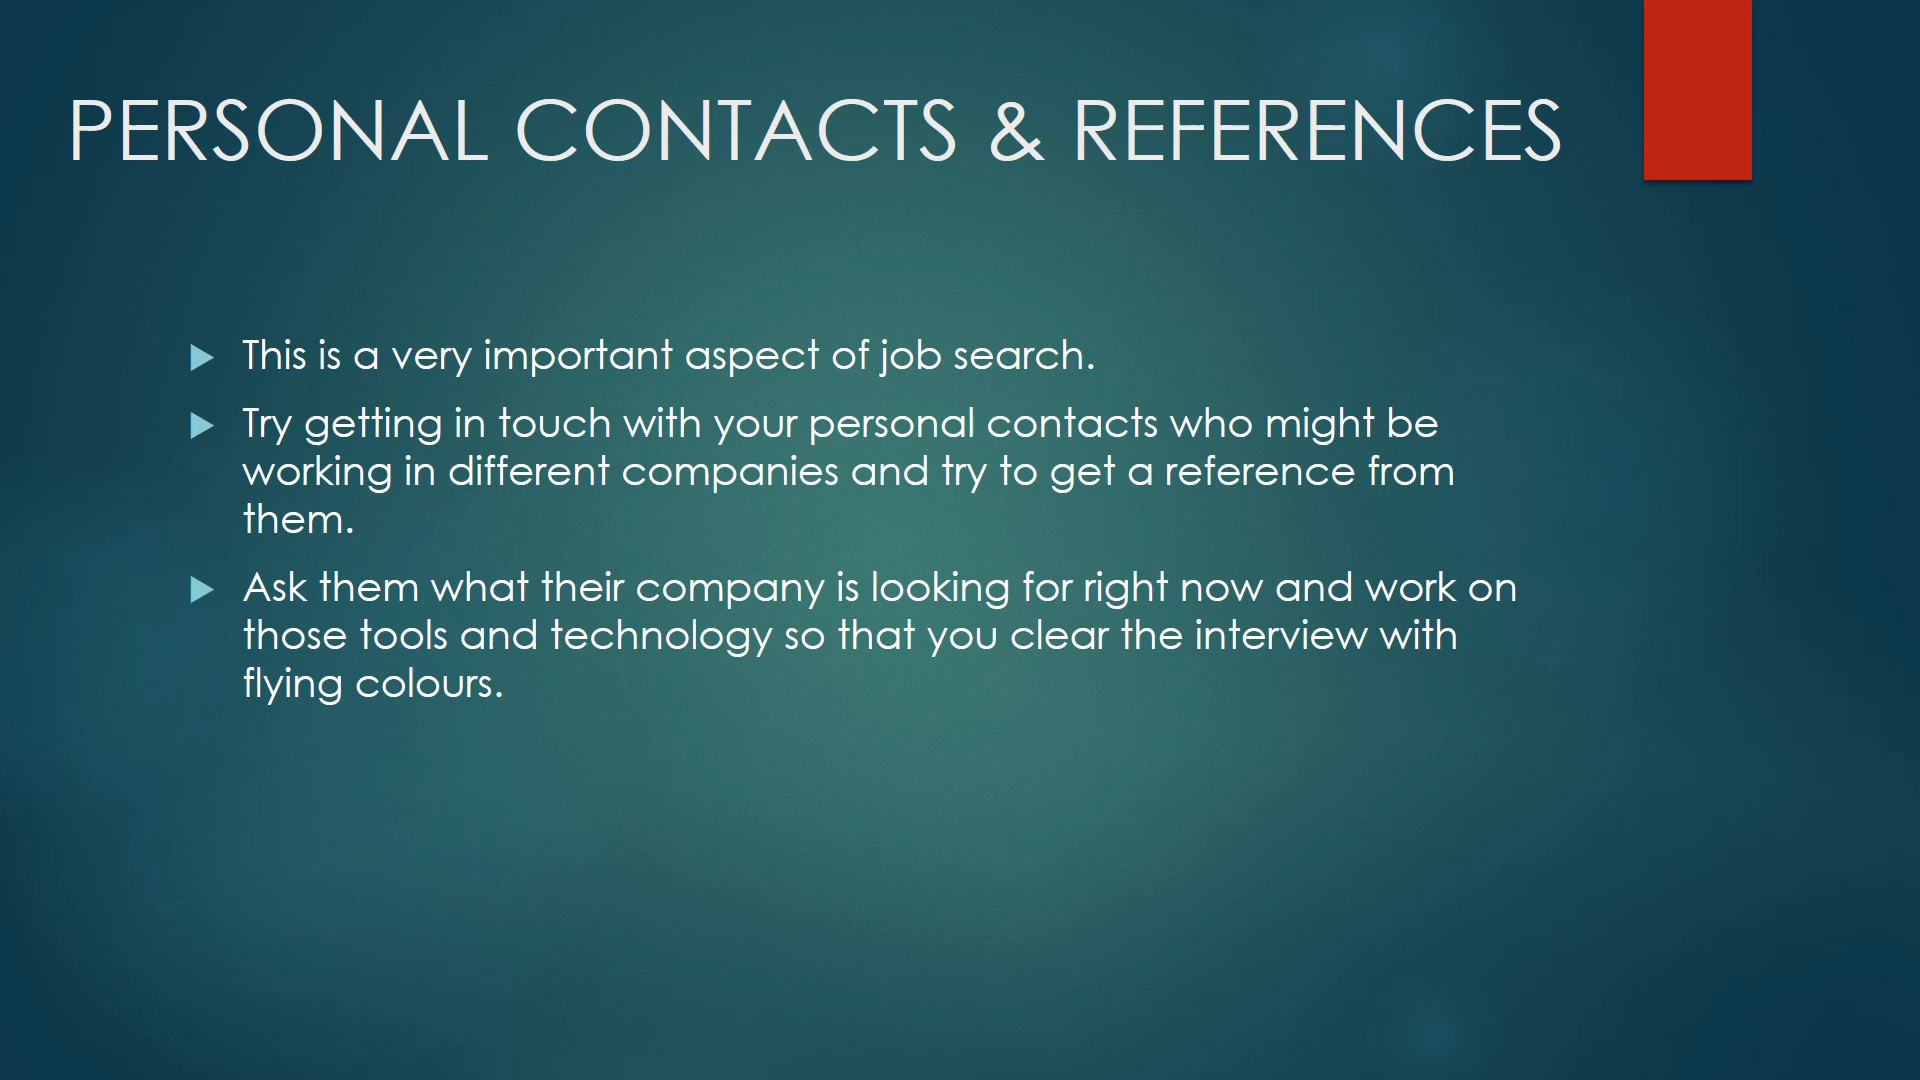 PERSONAL CONTACTS & REFERENCES
This is a very important aspect of job search.
Try getting in touch with your personal contacts who might be
working in different companies and try to get a reference from
them.
Ask them what their company is looking for right now and work on
those tools and technology so that you clear the interview with
flying colours.